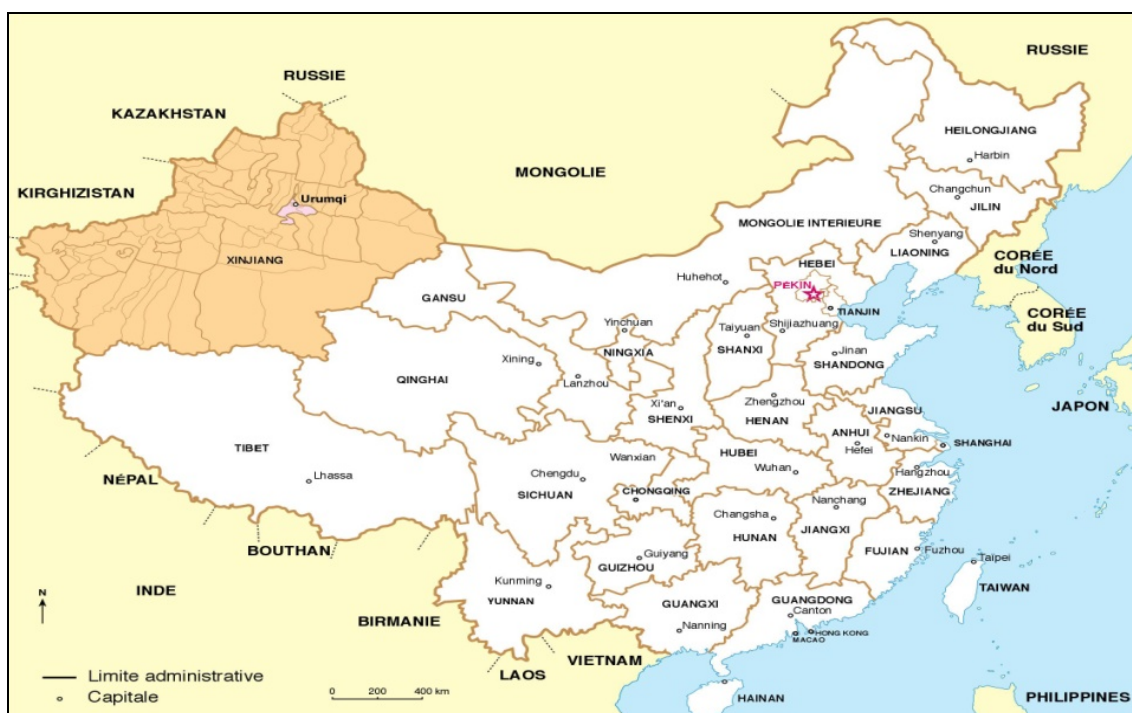 RUSSIE
RUSSIE
KAZAKHSTAN
HEILONGJIANG
Harbin
MONGOLIE
KIRGHIZISTAN
Changchun
JILIN
Urumqi
MONGOLIE INTERIEURE
Shenyang
LIAONING
XINJIANG
HEBEI
CORÉE
du Nord
Huhehot
PÉKIN
GANSU
TIANJIN
CORÉE
du Sud
Yinchuan
Taiyuan
Shijiazhuang
SHANXI
NINGXIA
Jinan
SHANDONG
Xining
QINGHAI
Lanzhou
Xi'an
SHENXI
Zhengzhou
HENAN
JIANGSU
JAPON
ANHUI
Nankin
Hefei
SHANGHAI
TIBET
Wanxian
HUBEI
Wuhan
Hangzhou
Lhassa
NÉPAL
Chengdu
SICHUAN
CHONGQING
ZHEJIANG
Nanchang
Changsha
HUNAN
JIANGXI
BOUTHAN
FUJIAN
Fuzhou
Taïpei
Guiyang
GUIZHOU
INDE
Kunming
YUNNAN
TAIWAN
GUANGDONG
Canton
GUANGXI
N
BIRMANIE
Nanning
HONG KONG
MACAO
VIETNAM
LAOS
Limite administrative
Capitale
0 200 400 km
HAINAN
PHILIPPINES